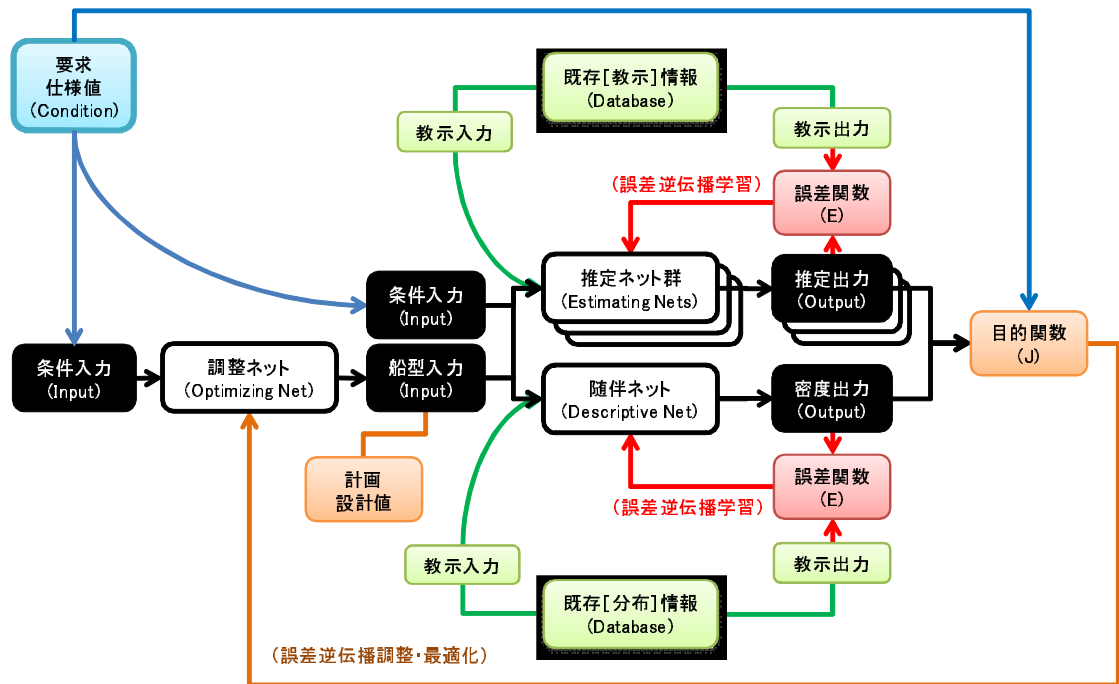 要求
仕様値
(Condition)
既存[教示]情報
(Database)
教示入力
教示出力
(誤差逆伝播学習)
誤差関数
(E)
条件入力
(Input)
推定ネット群
(Estimating Nets)
推定出力
(Output)
条件入力
(Input)
調整ネット
(Optimizing Net)
船型入力
(Input)
随伴ネット
(Descriptive Net)
密度出力
(Output)
目的関数
(J)
計画
設計値
(誤差逆伝播学習)
誤差関数
(E)
教示入力
教示出力
既存[分布]情報
(Database)
(誤差逆伝播調整・最適化)